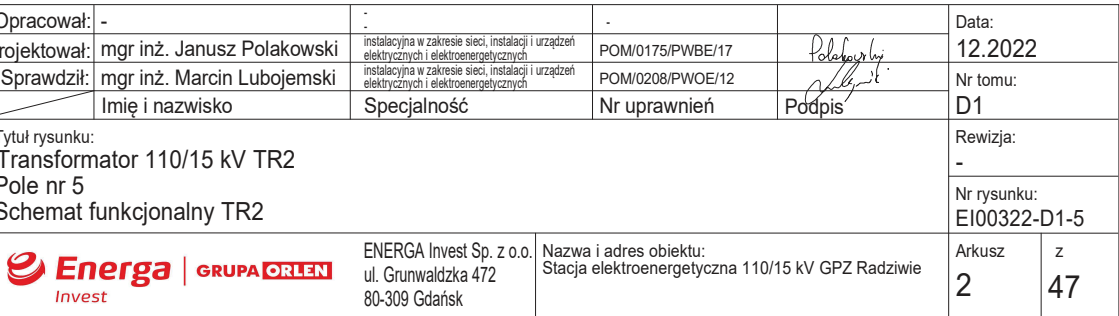 Opracował: - - - -
Projektował: mgr inż. Janusz Polakowski instalacyjna w zakresie sieci, instalacji i urządzeń elektrycznych i elektroenergetycznych POM/0175/PWBE/17
Sprawdził: mgr inż. Marcin Lubojemski instalacyjna w zakresie sieci, instalacji i urządzeń elektrycznych i elektroenergetycznych POM/0208/PWOE/12
Imię i nazwisko Specjalność Nr uprawnień Podpis
Data:
12.2022
Nr tomu:
D1
Tytuł rysunku:
Transformator 110/15 kV TR2
Pole nr 5
Schemat funkcjonalny TR2
Rewizja:
-
Nr rysunku:
EI00322-D1-5
Energa GRUPA ORLEN
Invest
ENERGA Invest Sp. z o.o.
ul. Grunwaldzka 472
80-309 Gdańsk
Nazwa i adres obiektu:
Stacja elektroenergetyczna 110/15 kV GPZ Radziwie
Arkusz z
2 47